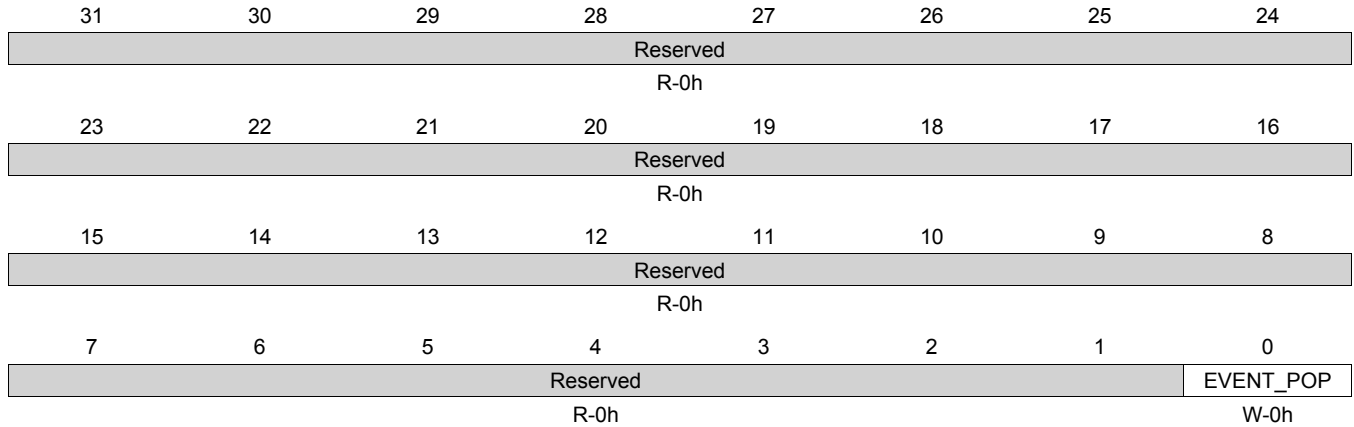 31 30 29 28 27 26 25 24
Reserved
R-0h
23 22 21 20 19 18 17 16
Reserved
R-0h
15 14 13 12 11 10 9 8
Reserved
R-0h
7 6 5 4 3 2 1 0
Reserved EVENT_POP
R-0h W-0h